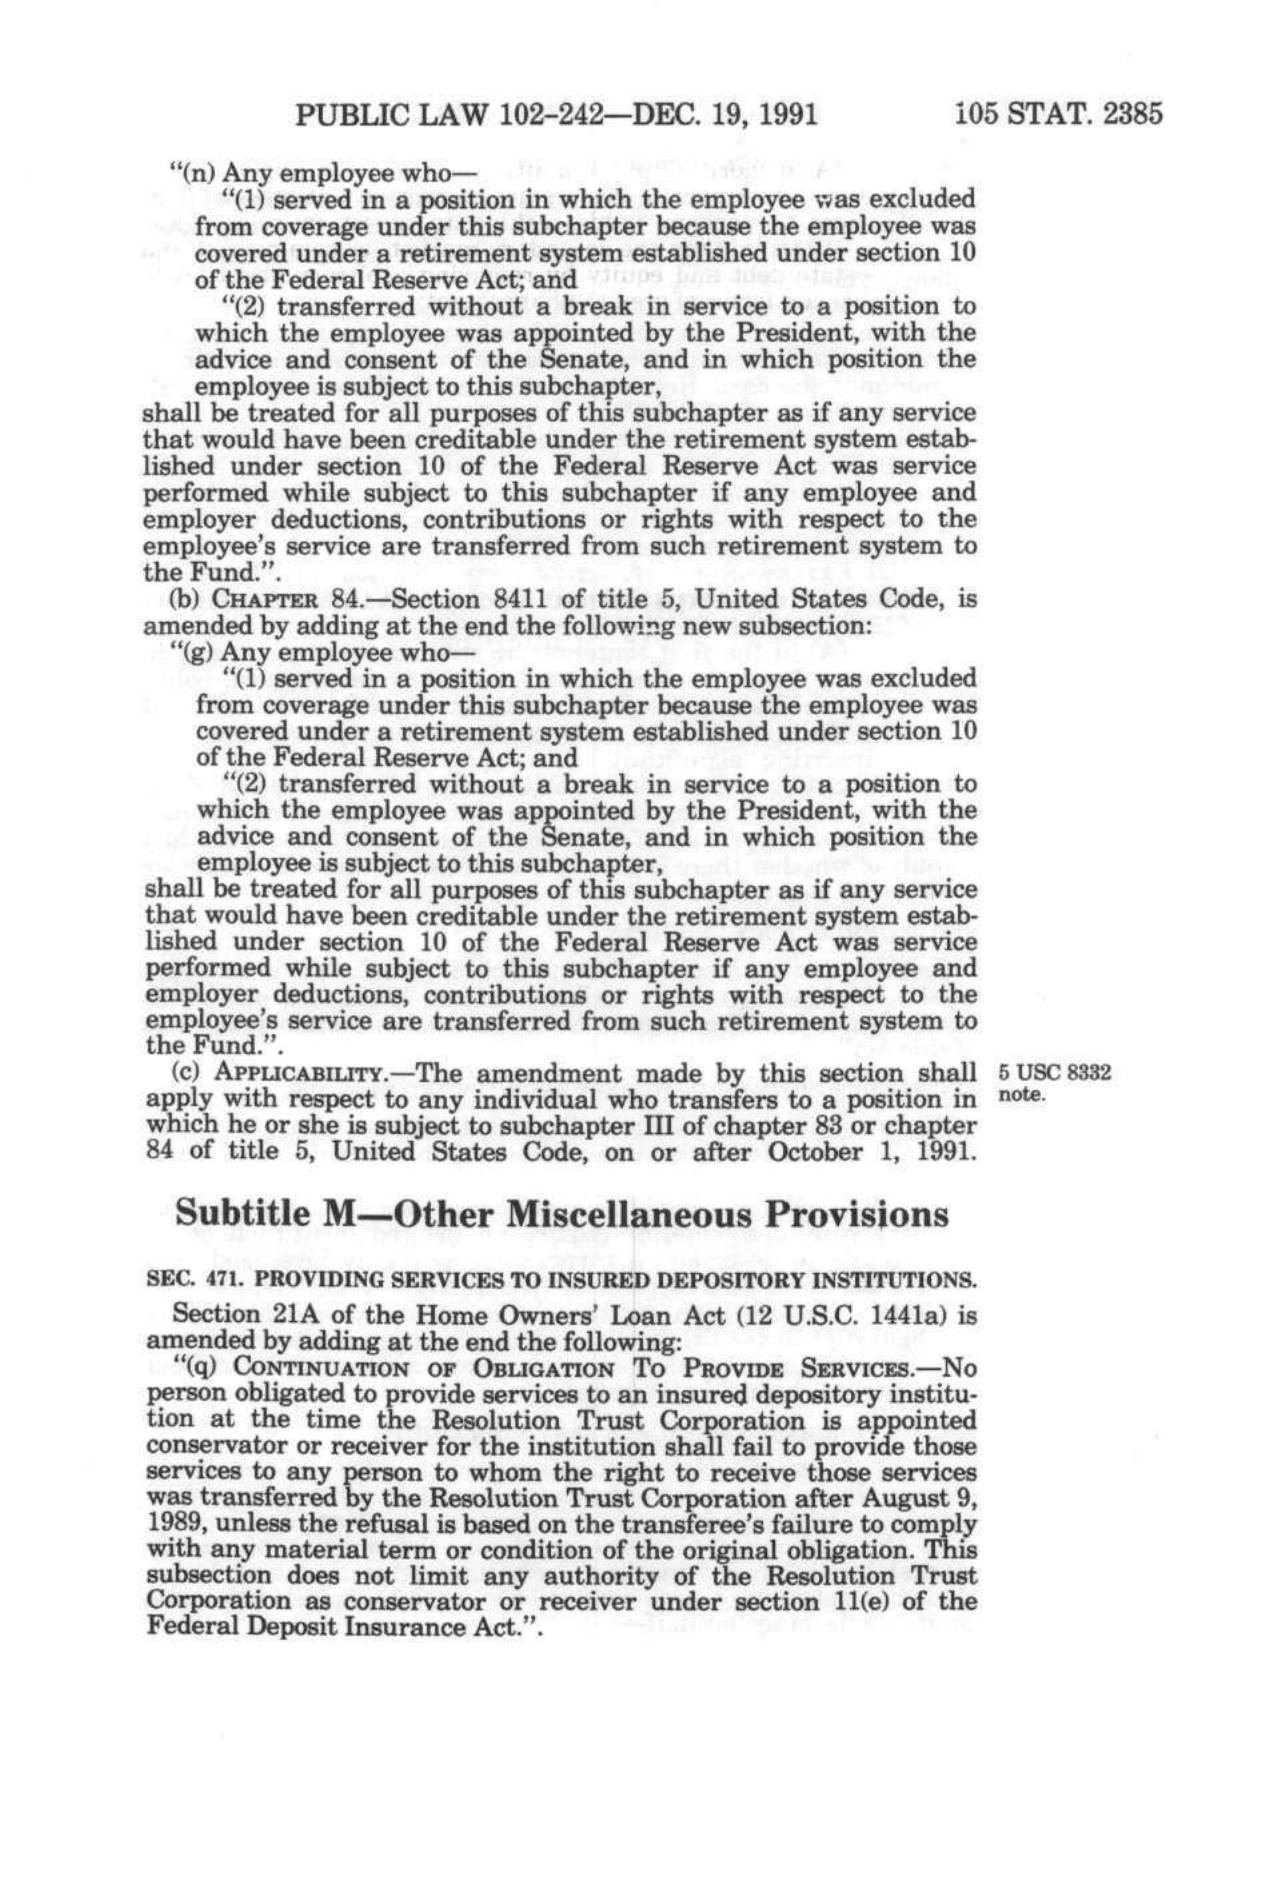 PUBLIC LAW 102-242—DEC. 19, 1991 105 STAT. 2385
“(n) Any employee who—
“(1) served in a position in which the employee was excluded
from coverage under this subchapter because the employee was
covered under a retirement system established under section 10
of the Federal Reserve Act; and
“(2) transferred without a break in service to a position to
which the employee was appointed by the President, with the
advice and consent of the Senate, and in which position the
employee is subject to this subchapter,
shall be treated for all purposes of this subchapter as if any service
that would have been creditable under the retirement system estab-
lished under section 10 of the Federal Reserve Act was service
performed while subject to this subchapter if any employee and
employer deductions, contributions or rights with respect to the
employee’s service are transferred from such retirement system to
the Fund.”.
(b) CHAPTER 84.—Section 8411 of title 5, United States Code, is
amended by adding at the end the following new subsection:
“(g) Any employee who—
“(1) served in a position in which the employee was excluded
from coverage under this subchapter because the employee was
covered under a retirement system established under section 10
of the Federal Reserve Act; and
“(2) transferred without a break in service to a position to
which the employee was appointed by the President, with the
advice and consent of the Senate, and in which position the
employee is subject to this subchapter,
shall be treated for all purposes of this subchapter as if any service
that would have been creditable under the retirement system estab-
lished under section 10 of the Federal Reserve Act was service
performed while subject to this subchapter if any employee and
employer deductions, contributions or rights with respect to the
employee’s service are transferred from such retirement system to
the Fund.”.
(c) APPLICABILITY.—The amendment made by this section shall 5 USC 8332
apply with respect to any individual who transfers to a position in note.
which he or she is subject to subchapter III of chapter 83 or chapter
84 of title 5, United States Code, on or after October 1, 1991.
Subtitle M—Other Miscellaneous Provisions
SEC. 471. PROVIDING SERVICES TO INSURED DEPOSITORY INSTITUTIONS.
Section 21A of the Home Owners’ Loan Act (12 U.S.C. 1441a) is
amended by adding at the end the following:
“(q) CONTINUATION OF OBLIGATION TO PROVIDE SERVICES.—No
person obligated to provide services to an insured depository institu-
tion at the time the Resolution Trust Corporation is appointed
conservator or receiver for the institution shall fail to provide those
services to any person to whom the right to receive those services
was transferred by the Resolution Trust Corporation after August 9,
1989, unless the refusal is based on the transferee’s failure to comply
with any material term or condition of the original obligation. This
subsection does not limit any authority of the Resolution Trust
Corporation as conservator or receiver under section 11(e) of the
Federal Deposit Insurance Act.”.